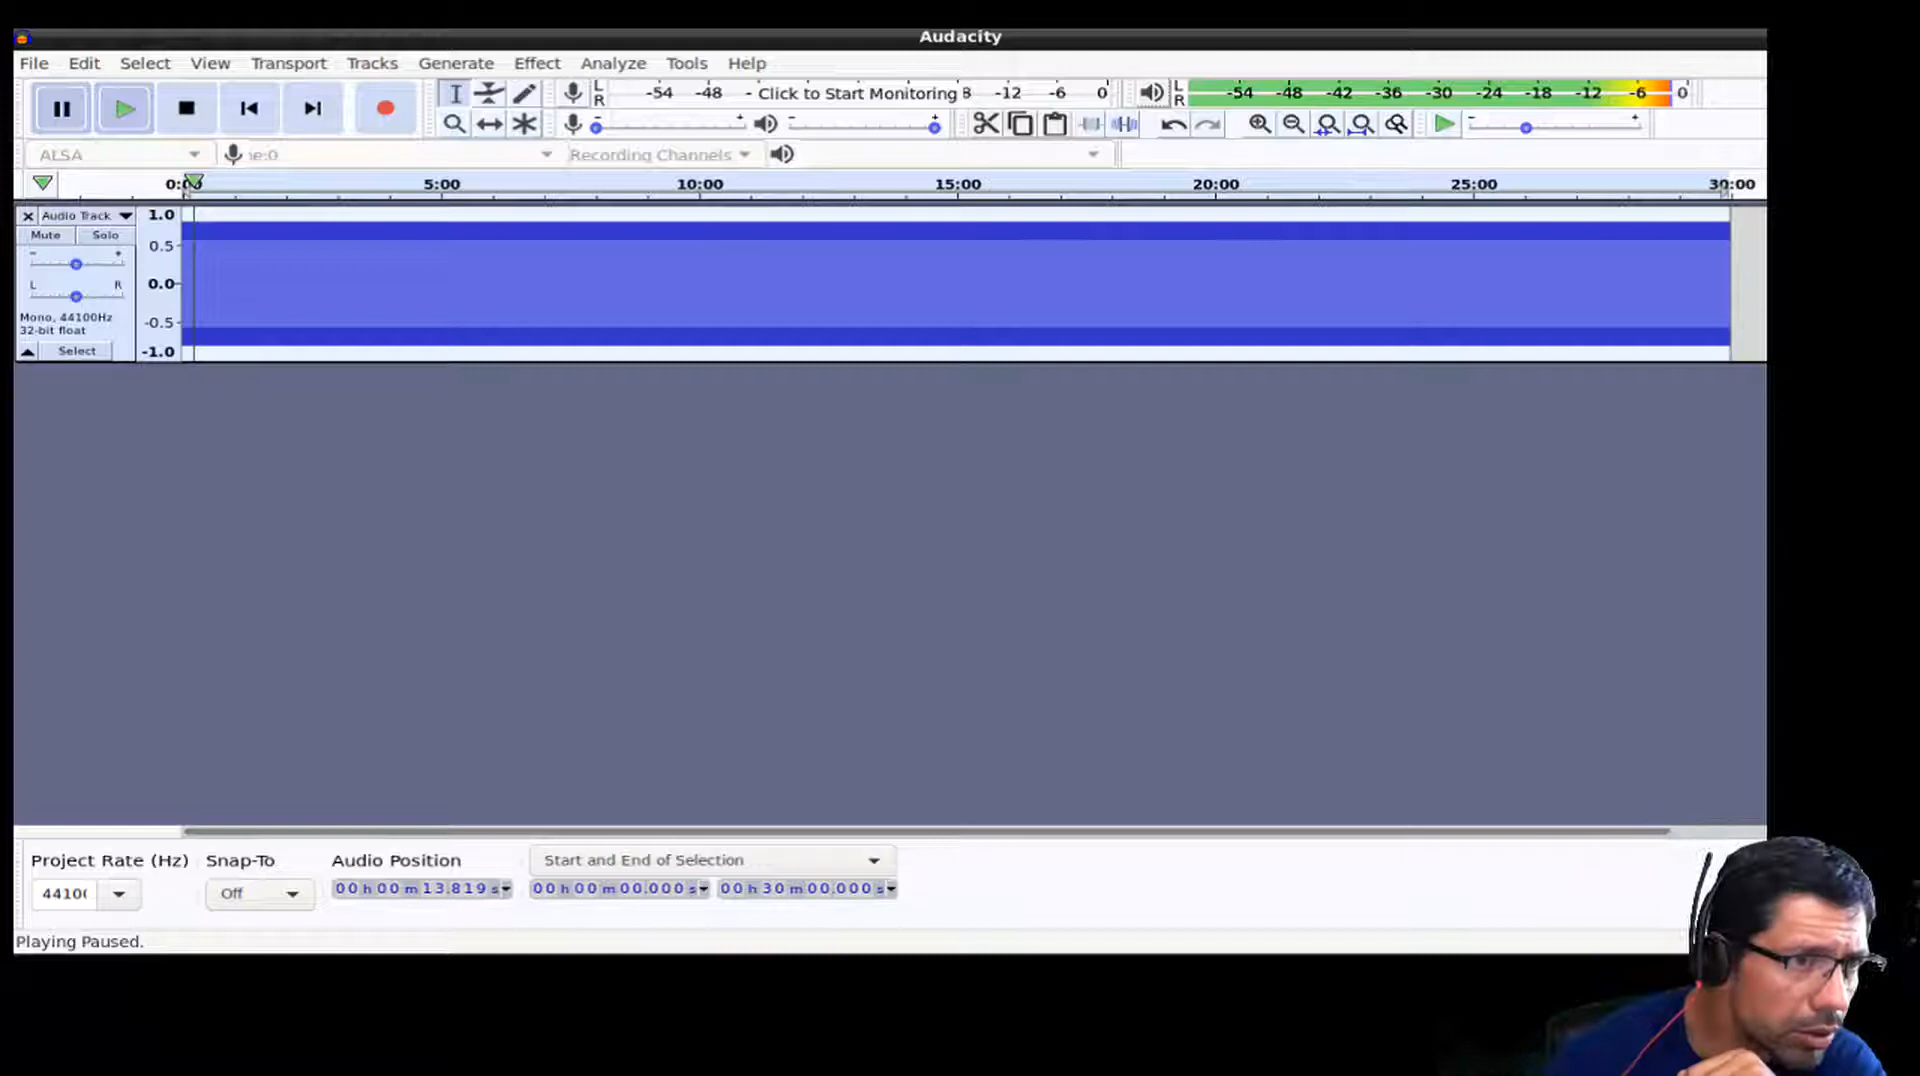 Audacity
File Edit Select View Transport Tracks Generate Effect Analyze Tools Help
L R -54 -48 - Click to Start Monitoring 8 -12 -6 0 L R -54 -48 -42 -36 -30 -24 -18 -12 -6 0
- + - + - +
ALSA Recording Channels
5:00 10:00 15:00 20:00 25:00 30:00
Audio Track 1.0
Mute Solo 0.5
- +
L R 0.0
Mono, 44100Hz -0.5
32-bit float
Select -1.0
Project Rate (Hz) Snap-To Audio Position Start and End of Selection
Off 00 h 00 m 13.819 s 00 h 00 m 00.000 s 00 h 30 m 00.000 s
Playing Paused.